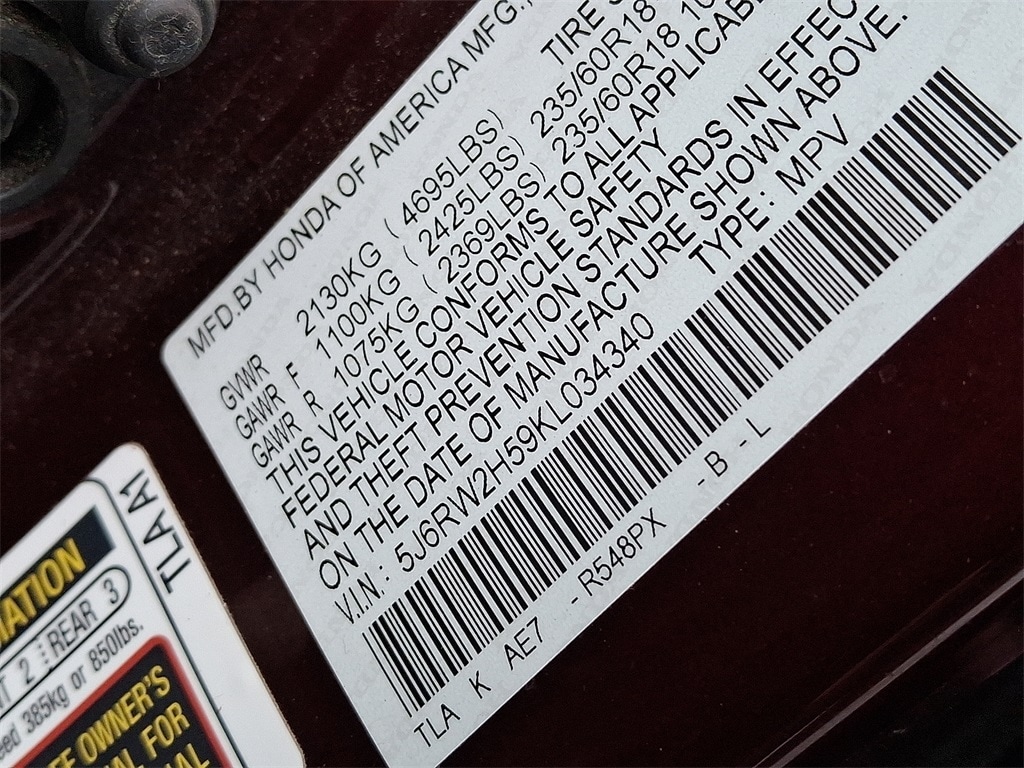 MFD.BY HONDA OF AMERICA MFG.,
TIRE
GVWR 2130KG ( 4695LBS)
GAWR F 1100KG ( 2425LBS) 235/60R18
GAWR R 1075KG ( 2369LBS) 235/60R18
THIS VEHICLE CONFORMS TO ALL APPLICABLE
FEDERAL MOTOR VEHICLE SAFETY
AND THEFT PREVENTION STANDARDS IN EFFEC
ON THE DATE OF MANUFACTURE SHOWN ABOVE.
V.I.N.: 5J6RW2H59KL034340 TYPE: MPV
TLA K AE7 -R548PX -B-L
TLA A1
MATION
2 REAR 3
385kg or 850lbs.
OWNER'S
FOR